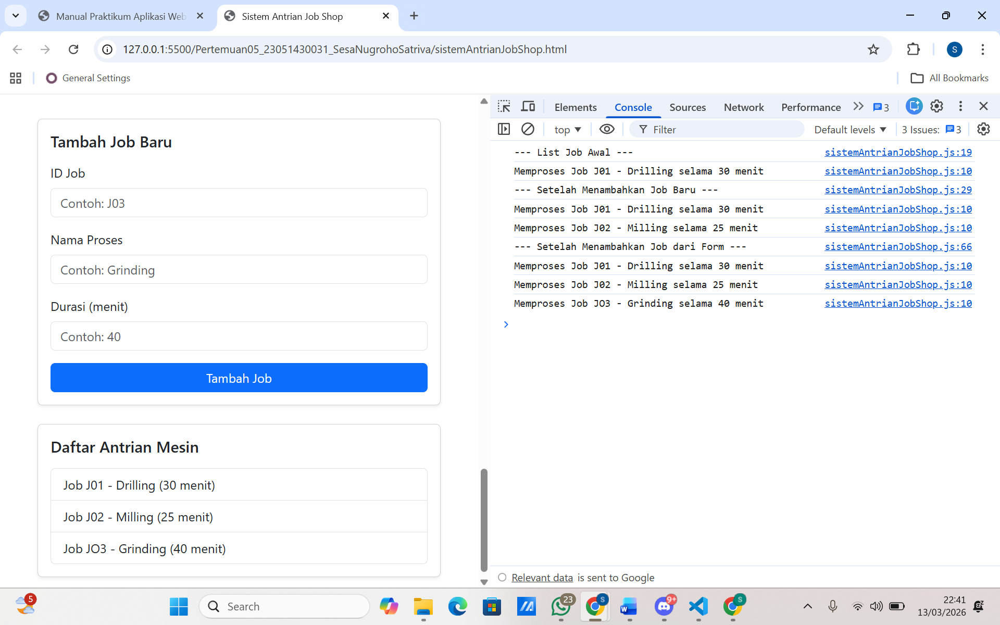 Manual Praktikum Aplikasi Web
Sistem Antrian Job Shop
127.0.0.1:5500/Pertemuan05_23051430031_SesaNugrohoSatriva/sistemAntrianJobShop.html
S
General Settings
All Bookmarks
Tambah Job Baru
ID Job
Contoh: J03
Nama Proses
Contoh: Grinding
Durasi (menit)
Contoh: 40
Tambah Job
Daftar Antrian Mesin
Job J01 - Drilling (30 menit)
Job J02 - Milling (25 menit)
Job JO3 - Grinding (40 menit)
Elements Console Sources Network Performance 3
top Filter Default levels 3 Issues: 3
--- List Job Awal --- sistemAntrianJobShop.js:19
Memproses Job J01 - Drilling selama 30 menit sistemAntrianJobShop.js:10
--- Setelah Menambahkan Job Baru --- sistemAntrianJobShop.js:29
Memproses Job J01 - Drilling selama 30 menit sistemAntrianJobShop.js:10
Memproses Job J02 - Milling selama 25 menit sistemAntrianJobShop.js:10
--- Setelah Menambahkan Job dari Form --- sistemAntrianJobShop.js:66
Memproses Job J01 - Drilling selama 30 menit sistemAntrianJobShop.js:10
Memproses Job J02 - Milling selama 25 menit sistemAntrianJobShop.js:10
Memproses Job JO3 - Grinding selama 40 menit sistemAntrianJobShop.js:10
Relevant data is sent to Google
5
Search
23
S
W
9+
S
22:41
13/03/2026